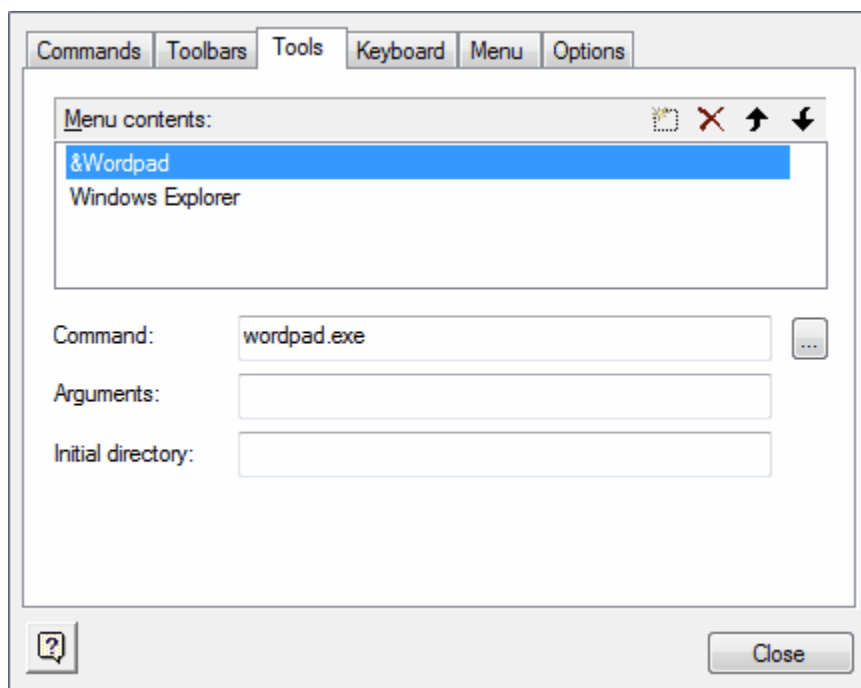 Commands Toolbars Tools Keyboard Menu Options
Menu contents:
&Wordpad
Windows Explorer
Command: wordpad.exe ...
Arguments:
Initial directory:
? Close